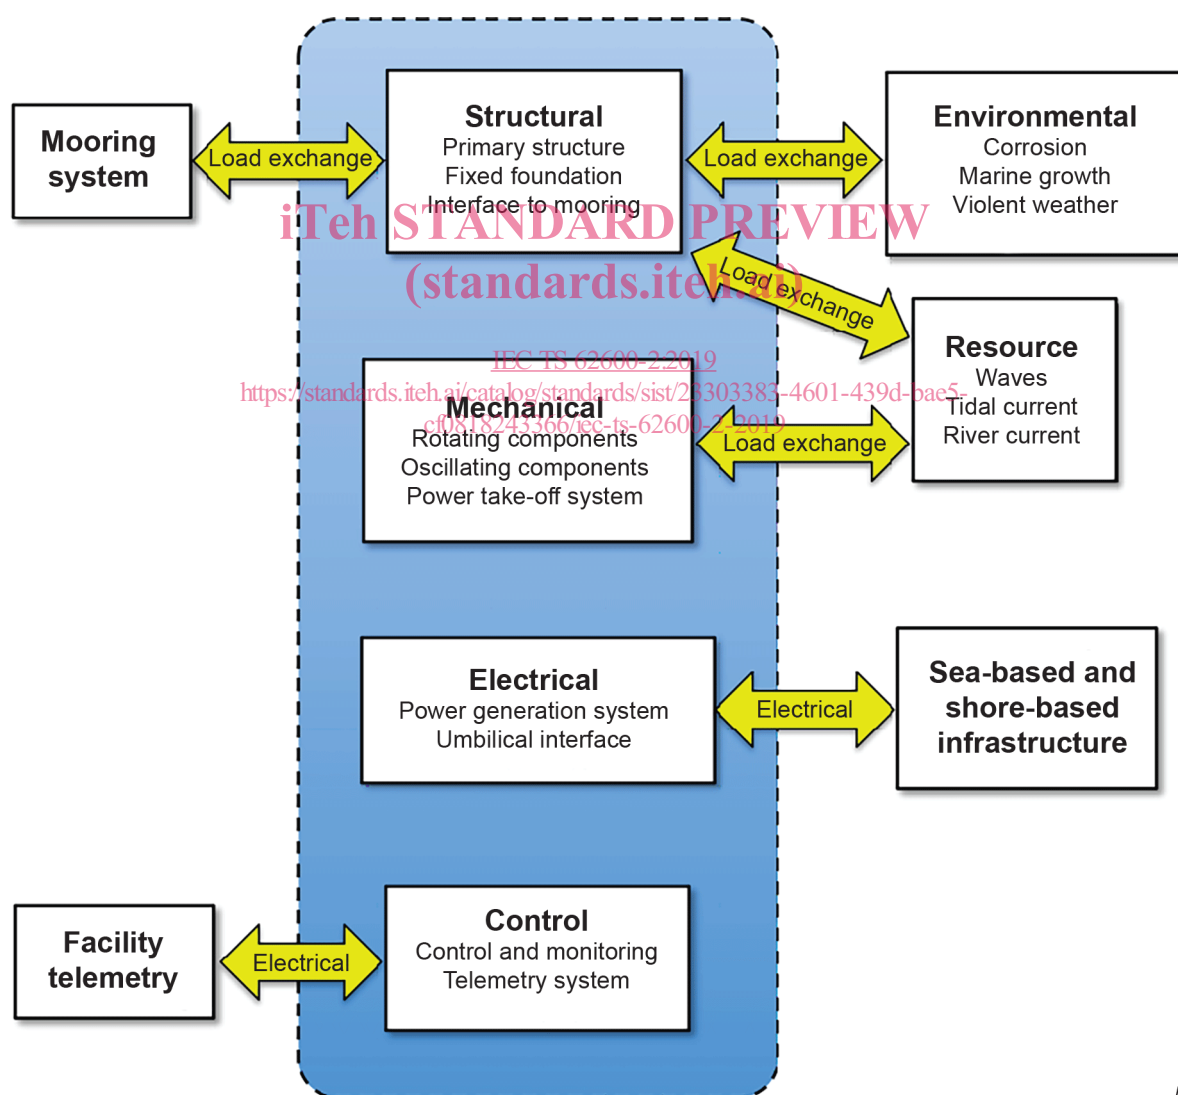 Mooring
system
Load exchange
Structural
Primary structure
Fixed foundation
Interface to mooring
Load exchange
Environmental
Corrosion
Marine growth
Violent weather
iTeh STANDARD PREVIEW
(standards.iteh.ai)
Load exchange
Resource
Waves
Tidal current
River current
IEC TS 62600-2:2019
https://standards.iteh.ai/catalog/standards/sist/23303383-4601-439d-bae5-
cf0818243366/iec-ts-62600-2-2019
Mechanical
Rotating components
Oscillating components
Power take-off system
Load exchange
Electrical
Power generation system
Umbilical interface
Electrical
Sea-based and
shore-based
infrastructure
Facility
telemetry
Electrical
Control
Control and monitoring
Telemetry system